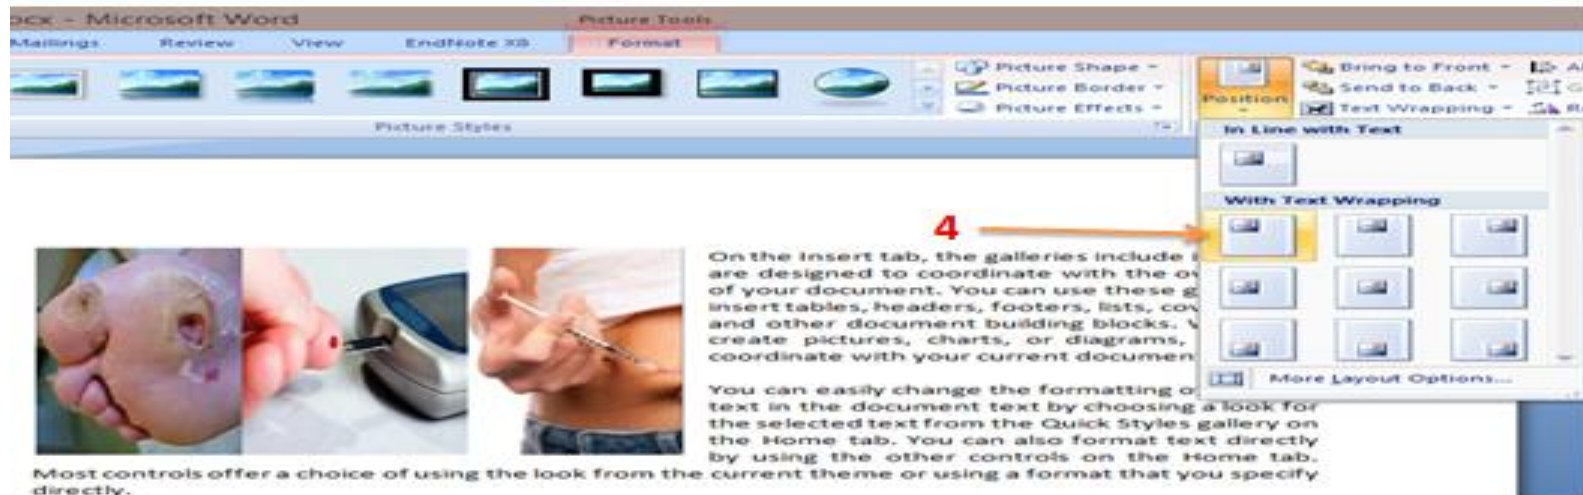 ocx - Microsoft Word Picture Tools
Mailings Review View EndNote X8 Format
Picture Shape
Picture Border
Picture Effects
Position
Bring to Front
Send to Back
Text Wrapping
Picture Styles
In Line with Text
With Text Wrapping
4
On the Insert tab, the galleries include
are designed to coordinate with the
of your document. You can use these
insert tables, headers, footers, lists,
and other document building blocks.
create pictures, charts, or diagrams,
coordinate with your current documen
More Layout Options...
You can easily change the formatting
text in the document text by choosing a look for
the selected text from the Quick Styles gallery on
the Home tab. You can also format text directly
by using the other controls on the Home tab.
Most controls offer a choice of using the look from the current theme or using a format that you specify
directly.